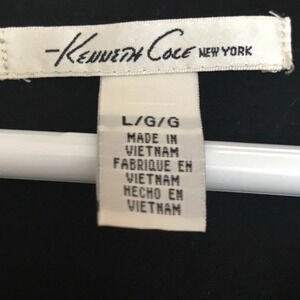 Kenneth Cole NEW YORK
L/G/G
MADE IN
VIETNAM
FABRIQUE EN
VIETNAM
HECHO EN
VIETNAM